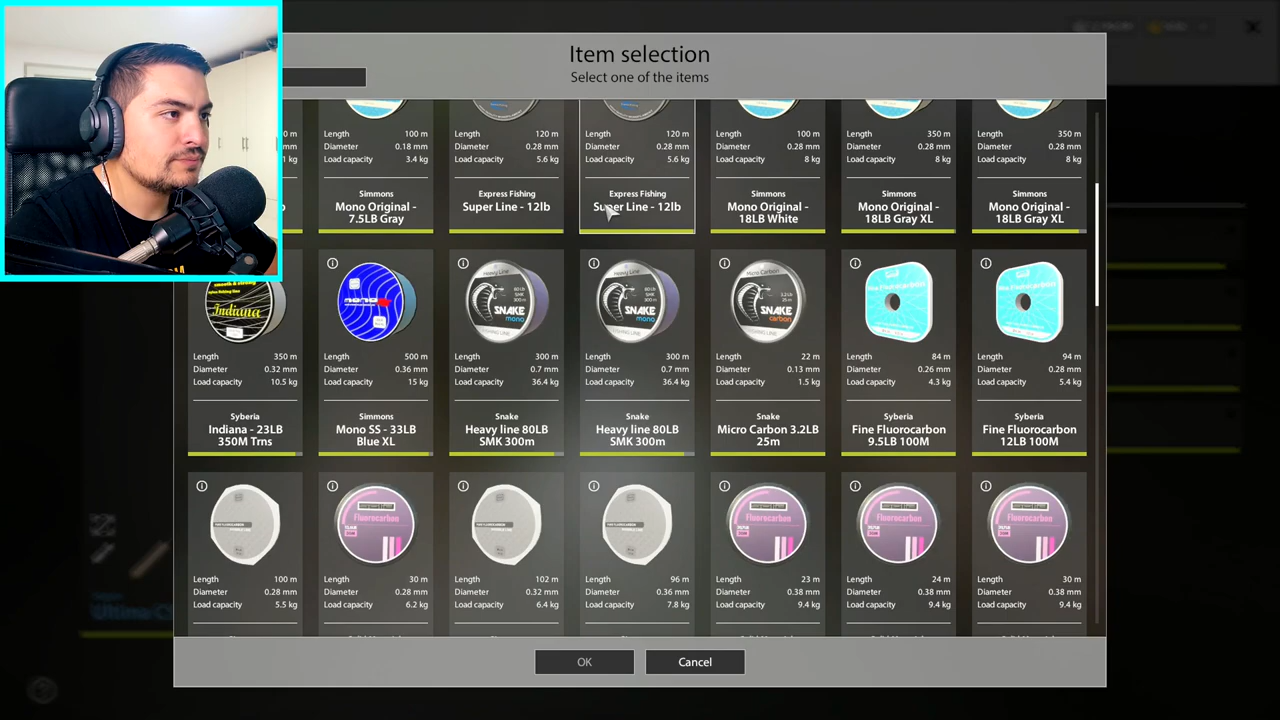 Item selection
Select one of the items
Length 100 m Length 120 m Length 120 m Length 100 m Length 350 m Length 350 m
Diameter 0.18 mm Diameter 0.28 mm Diameter 0.28 mm Diameter 0.28 mm Diameter 0.28 mm Diameter 0.28 mm
Load capacity 3.4 kg Load capacity 5.6 kg Load capacity 5.6 kg Load capacity 8 kg Load capacity 8 kg Load capacity 8 kg
Simmons Express Fishing Express Fishing Simmons Simmons Simmons
Mono Original - Super Line - 12lb Super Line - 12lb Mono Original - Mono Original - Mono Original -
7.5LB Gray 18LB White 18LB Gray XL 18LB Gray XL
Indiana SNAKE mono SNAKE mono SNAKE carbon
Length 350 m Length 500 m Length 300 m Length 300 m Length 22 m Length 84 m Length 94 m
Diameter 0.32 mm Diameter 0.36 mm Diameter 0.7 mm Diameter 0.7 mm Diameter 0.13 mm Diameter 0.26 mm Diameter 0.28 mm
Load capacity 10.5 kg Load capacity 15 kg Load capacity 36.4 kg Load capacity 36.4 kg Load capacity 1.5 kg Load capacity 4.3 kg Load capacity 5.4 kg
Syberia Simmons Snake Snake Snake Syberia Syberia
Indiana - 23LB Mono SS - 33LB Heavy line 80LB Heavy line 80LB Micro Carbon 3.2LB Fine Fluorocarbon Fine Fluorocarbon
350M Trns Blue XL SMK 300m SMK 300m 25m 9.5LB 100M 12LB 100M
Fluorocarbon Fluorocarbon Fluorocarbon Fluorocarbon
Length 100 m Length 30 m Length 102 m Length 96 m Length 23 m Length 24 m Length 30 m
Diameter 0.28 mm Diameter 0.28 mm Diameter 0.32 mm Diameter 0.36 mm Diameter 0.38 mm Diameter 0.38 mm Diameter 0.38 mm
Load capacity 5.5 kg Load capacity 6.2 kg Load capacity 6.4 kg Load capacity 7.8 kg Load capacity 9.4 kg Load capacity 9.4 kg Load capacity 9.4 kg
OK Cancel